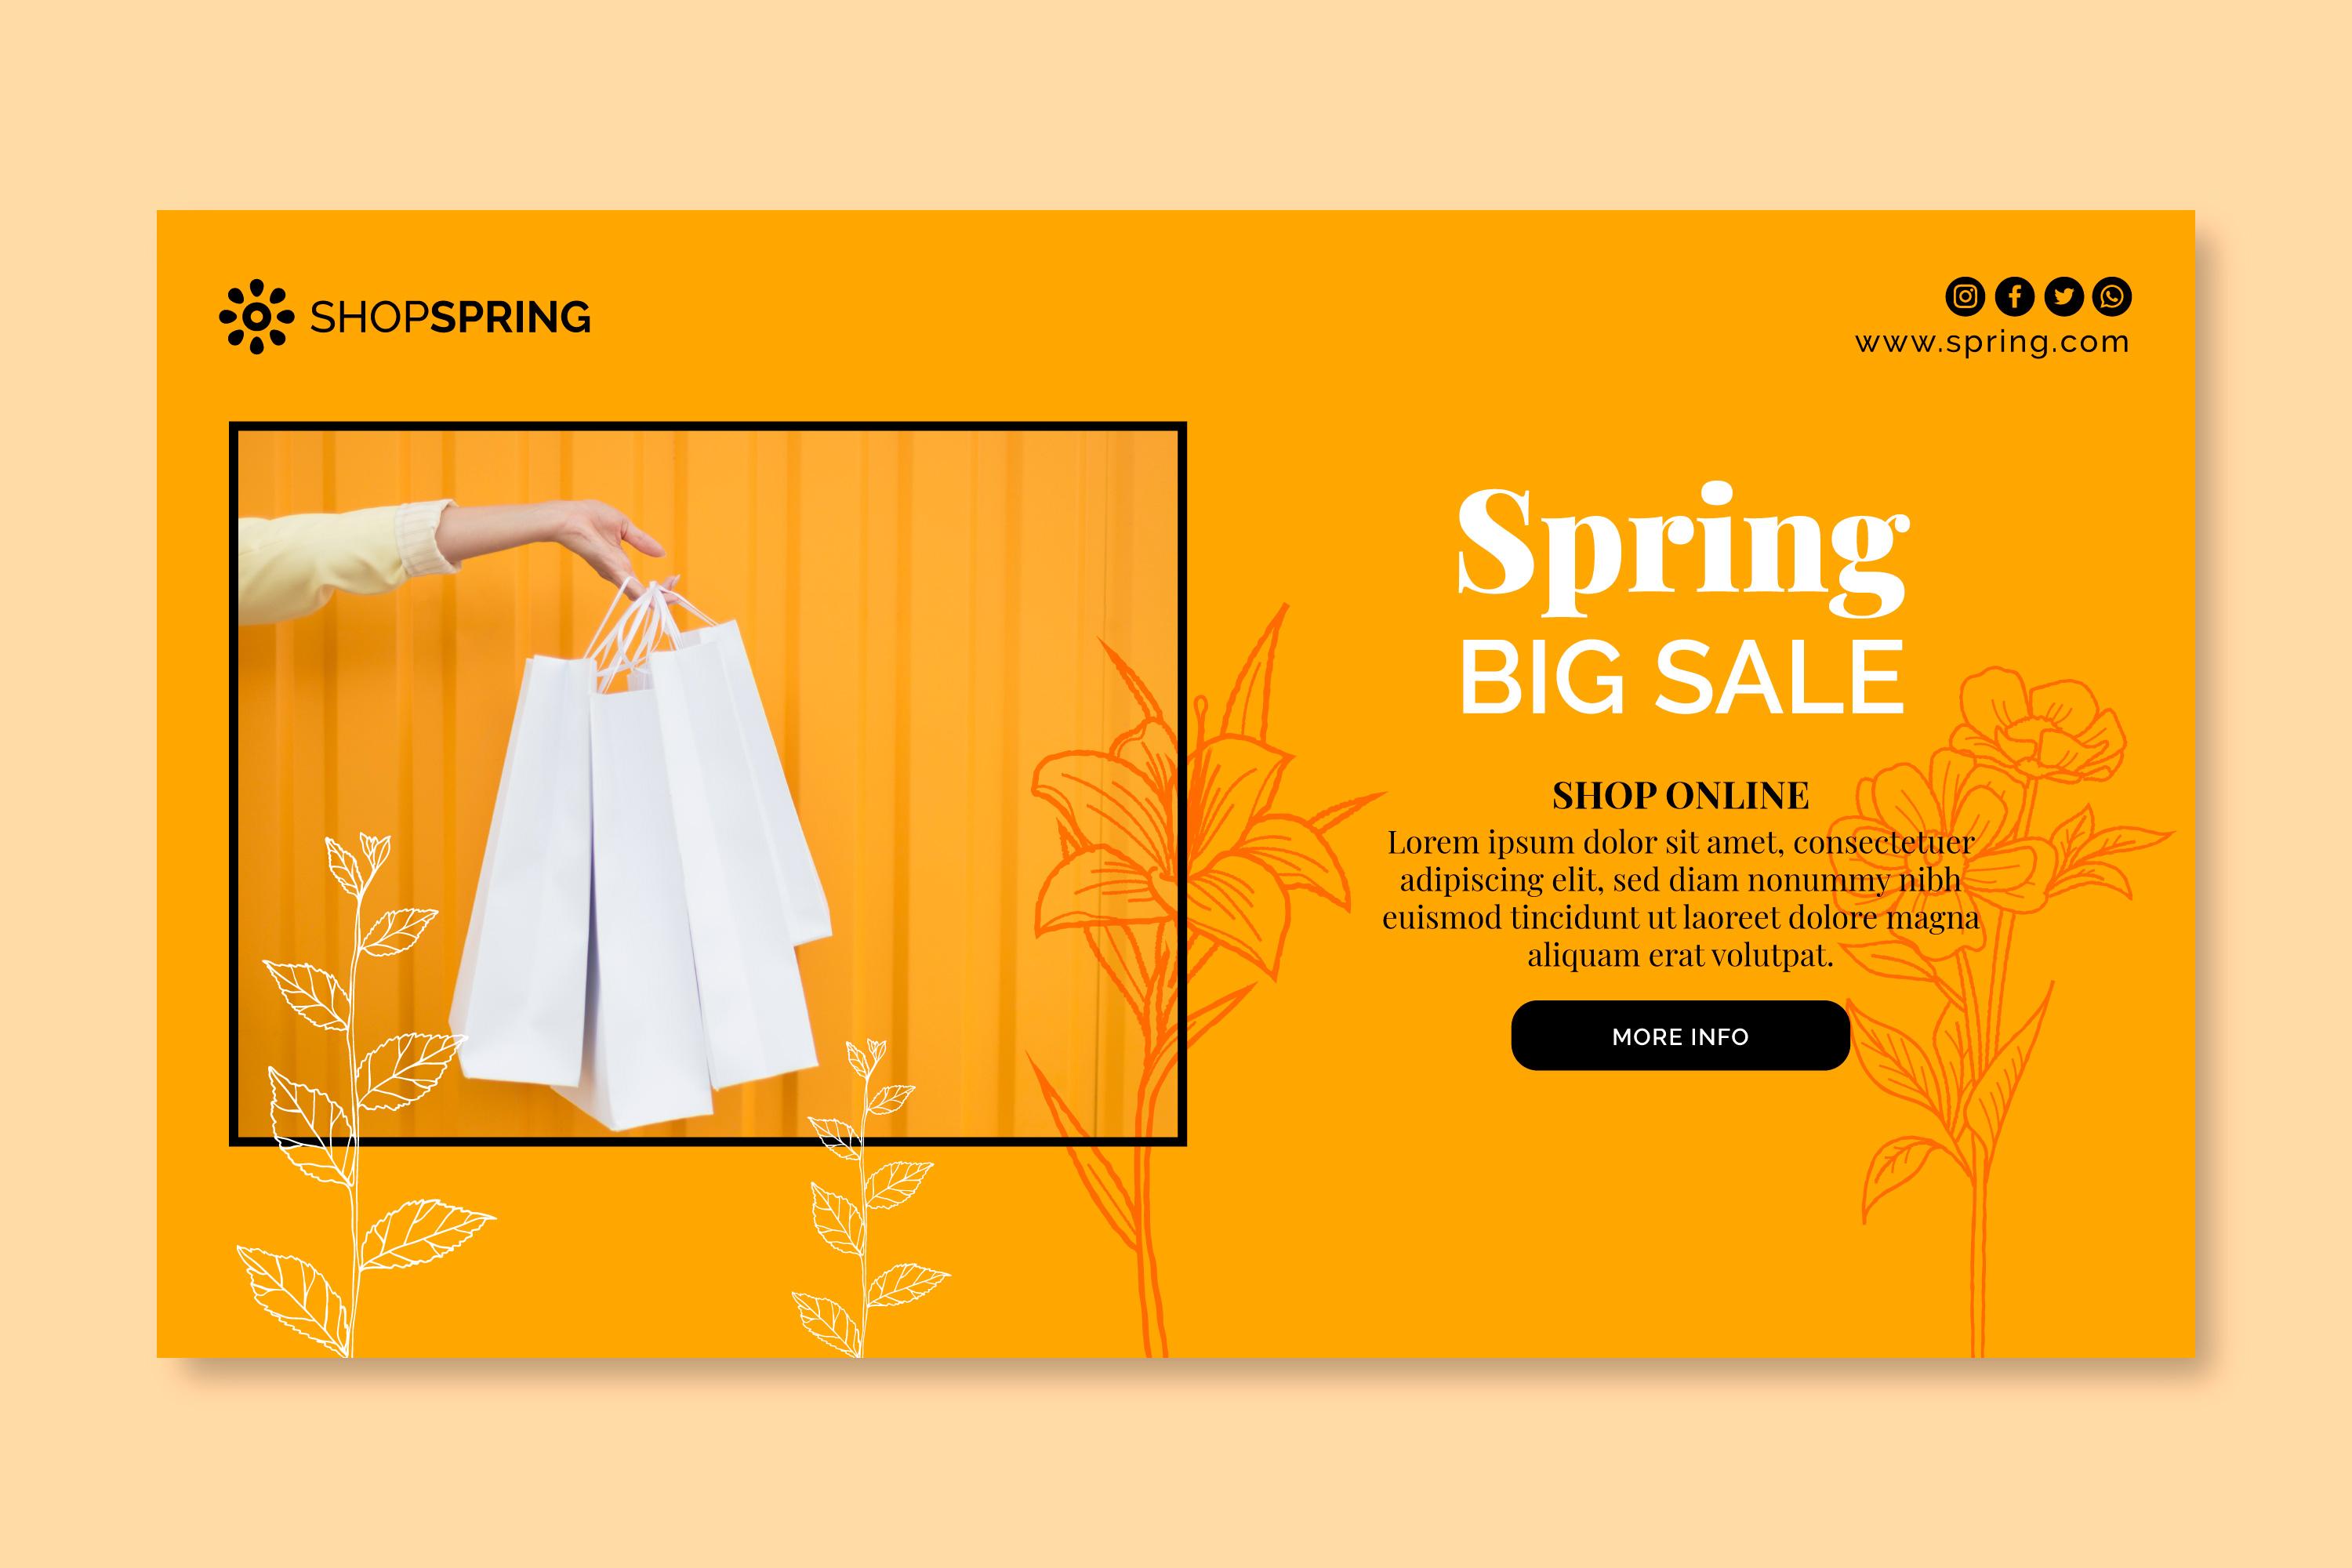 SHOPSPRING
www.spring.com
Spring
BIG SALE
SHOP ONLINE
Lorem ipsum dolor sit amet, consectetuer
adipiscing elit, sed diam nonummy nibh
euismod tincidunt ut laoreet dolore magna
aliquam erat volutpat.
MORE INFO